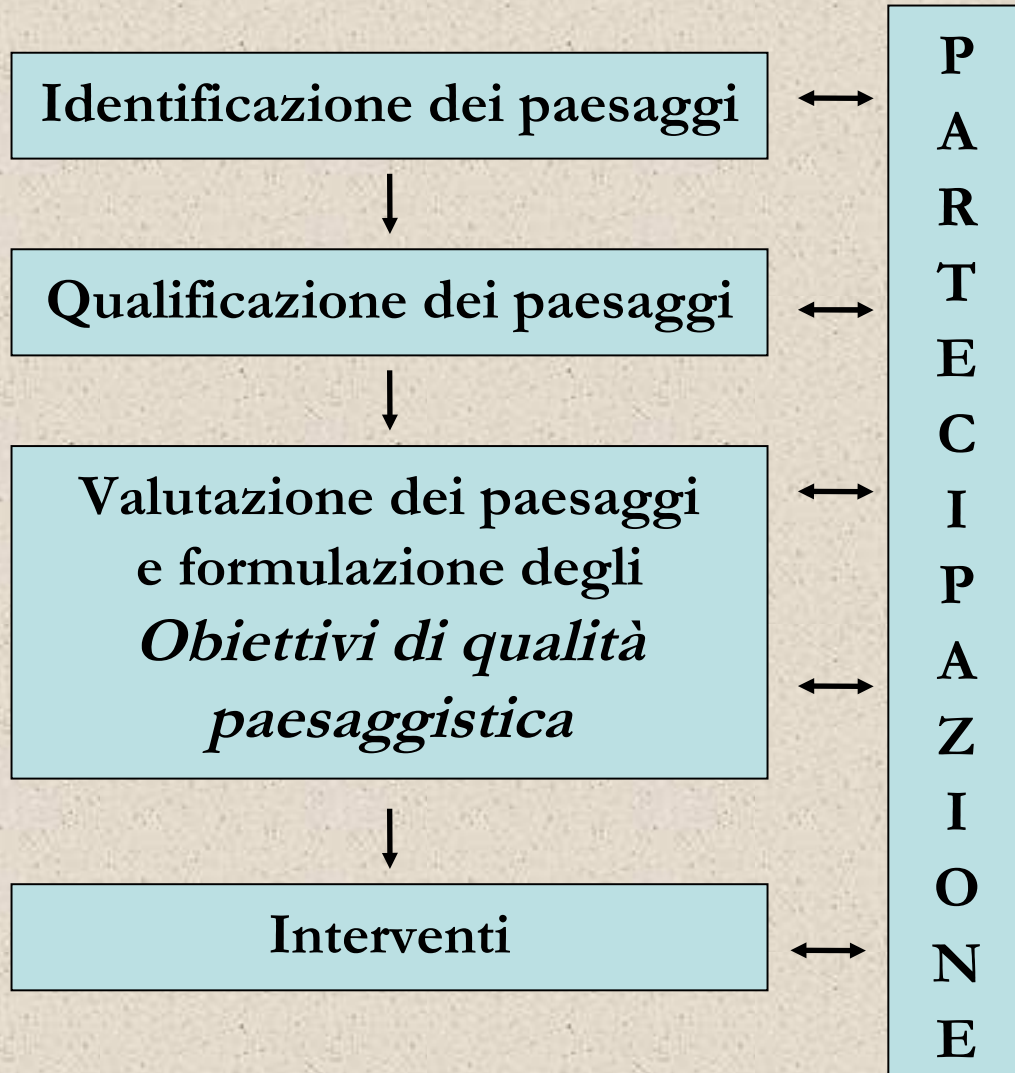 Identificazione dei paesaggi
Qualificazione dei paesaggi
Valutazione dei paesaggi
e formulazione degli
Obiettivi di qualità
paesaggistica
Interventi
P
A
R
T
E
C
I
P
A
Z
I
O
N
E